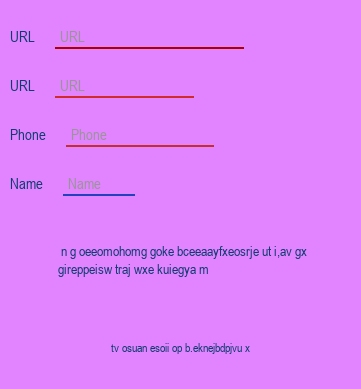 URL URL
URL URL
Phone Phone
Name Name
n g oeeomohomg goke bceeaayfxeosrje ut i,av gx
gireppeisw traj wxe kuiegya m
tv osuan esoii op b.eknejbdpjvu x